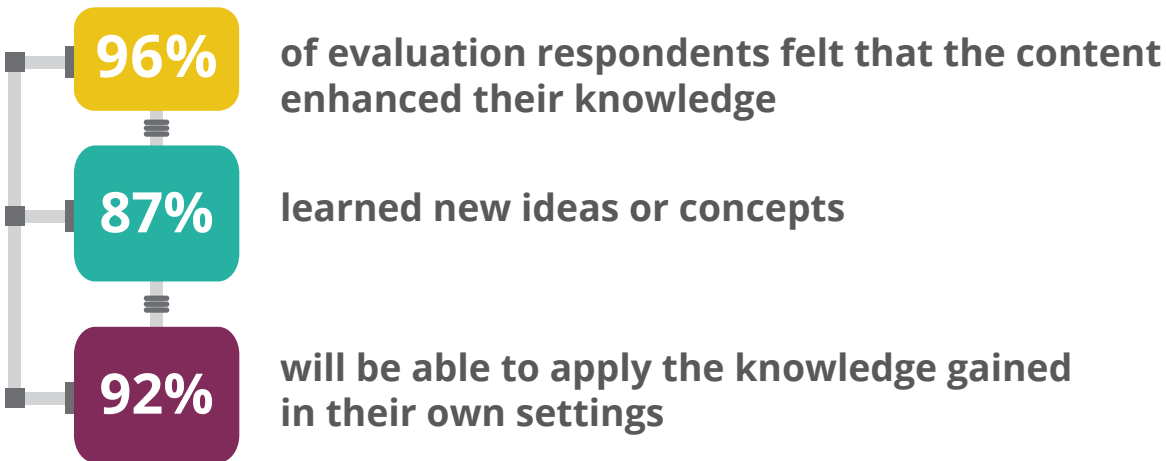 96%
of evaluation respondents felt that the content
enhanced their knowledge
87%
learned new ideas or concepts
92%
will be able to apply the knowledge gained
in their own settings